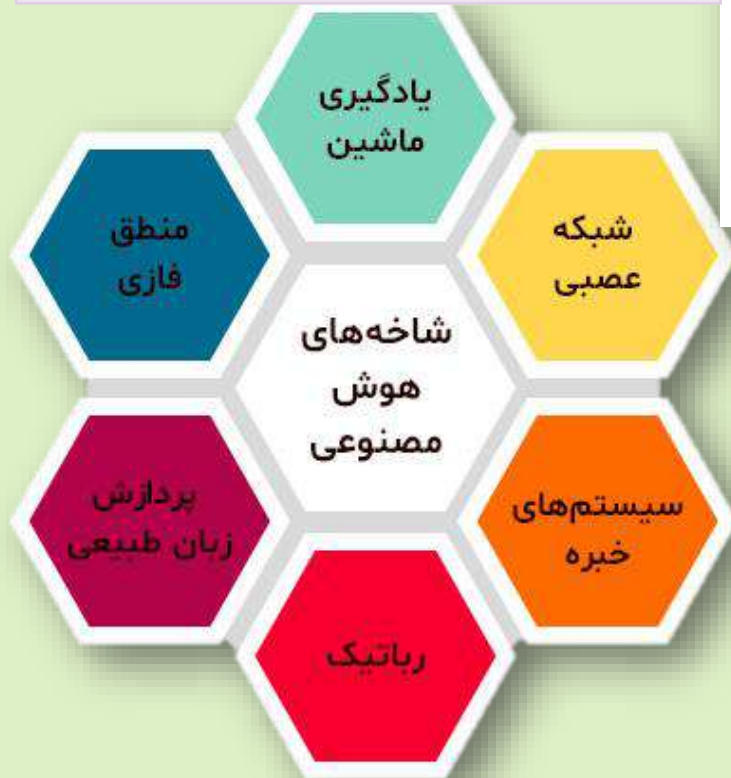 یادگیری
ماشین
منطق
فازی
شبکه
عصبی
شاخه‌های
هوش
مصنوعی
پردازش
زبان طبیعی
سیستم‌های
خبره
رباتیک